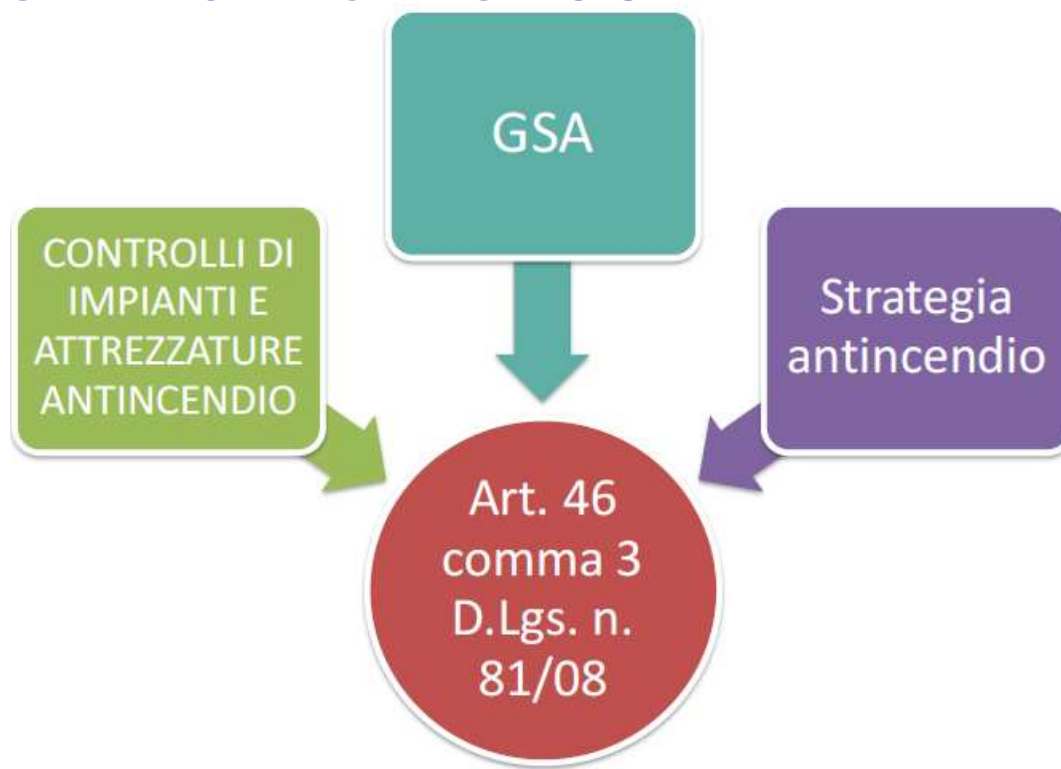 GSA
CONTROLLI DI
IMPIANTI E
ATTREZZATURE
ANTINCENDIO
Strategia
antincendio
Art. 46
comma 3
D.Lgs. n.
81/08